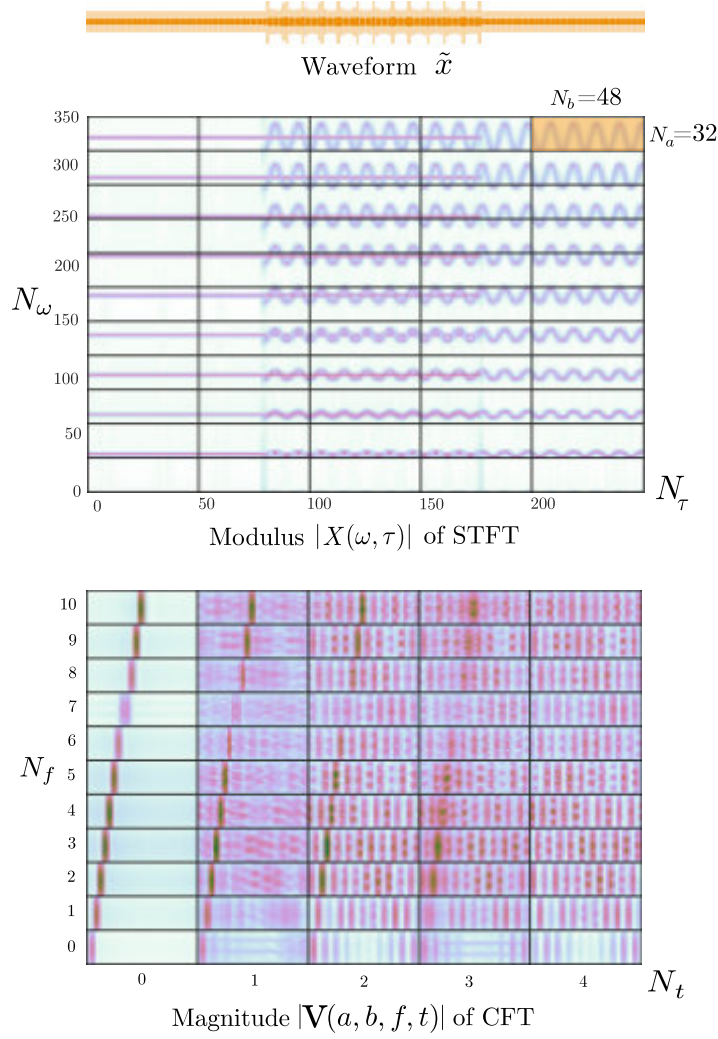 Waveform x̃
N_b=48
350
N_a=32
300
250
200
N_ω
150
100
50
0
0 50 100 150 200
N_τ
Modulus |X(ω, τ)| of STFT
10
9
8
7
6
N_f
5
4
3
2
1
0
0 1 2 3 4
N_t
Magnitude |V(a, b, f, t)| of CFT